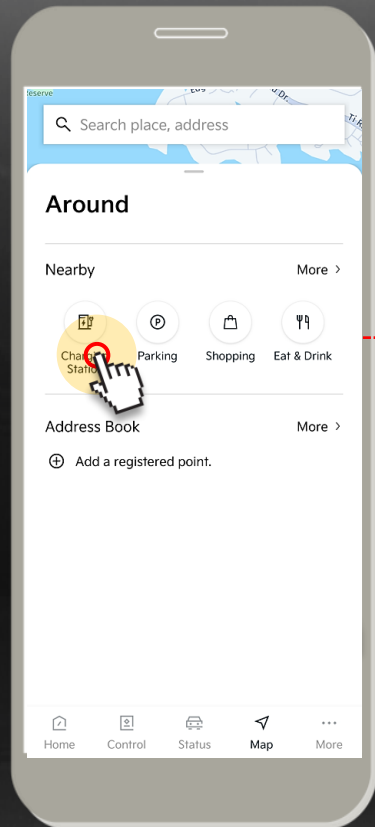 eserve
Search place, address
Around
Nearby
More >
Parking
Shopping
Eat & Drink
Address Book
More >
Add a registered point.
Home
Control
Status
Map
More